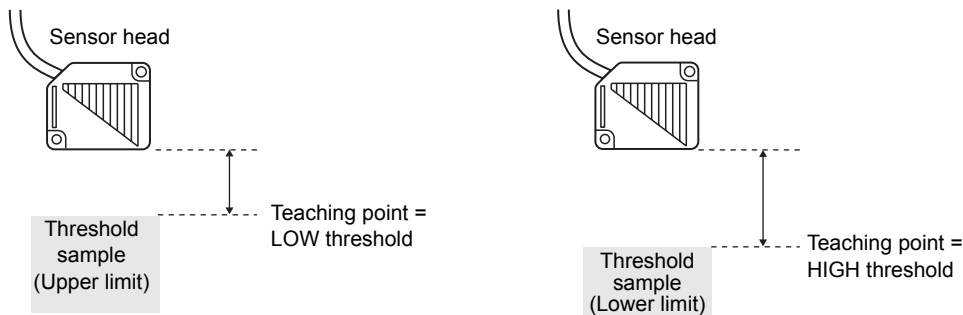 Sensor head
Threshold
sample
(Upper limit)
Teaching point =
LOW threshold
Sensor head
Threshold
sample
(Lower limit)
Teaching point =
HIGH threshold